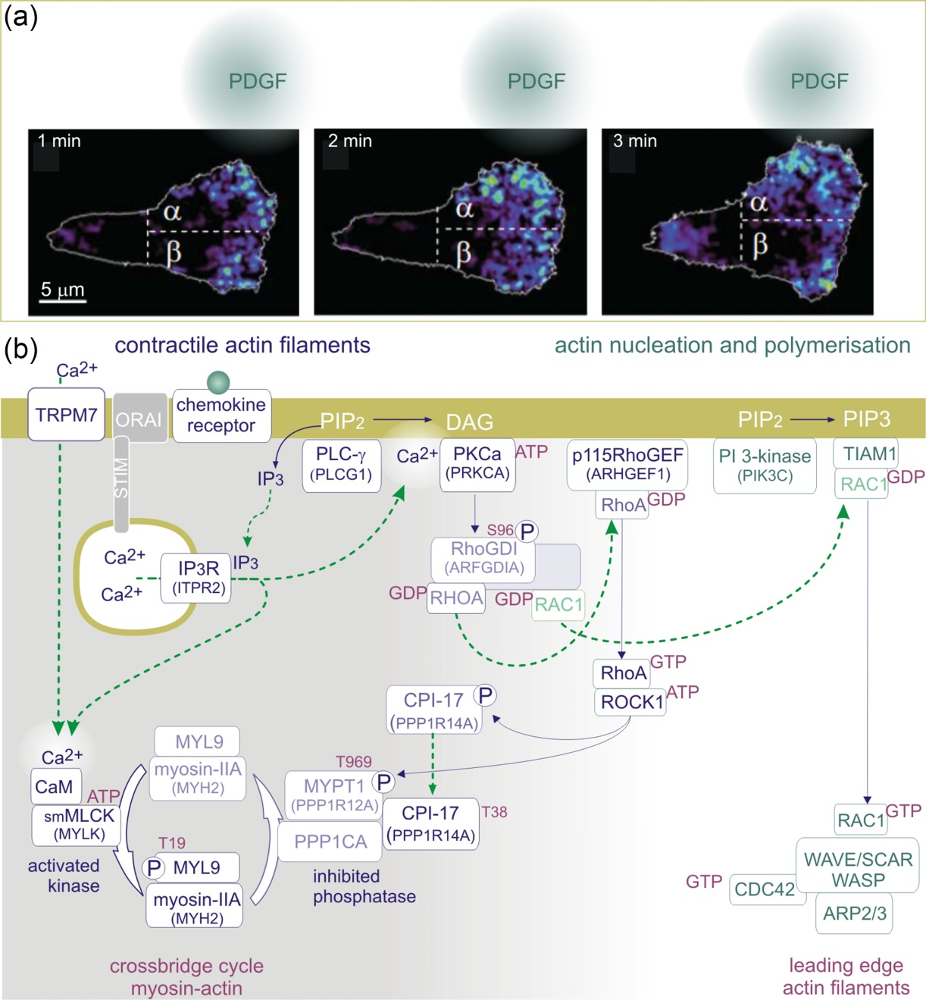 (a)
PDGF
PDGF
PDGF
1 min
2 min
3 min
α
β
α
β
α
β
5 μm
(b)
contractile actin filaments
actin nucleation and polymerisation
Ca2+
TRPM7
ORAI
STIM
chemokine
receptor
PIP2
DAG
PIP2
PIP3
IP3
PLC-γ
(PLCG1)
Ca2+
PKCa
(PRKCA)
ATP
p115RhoGEF
(ARHGEF1)
RhoA
GDP
PI 3-kinase
(PIK3C)
TIAM1
RAC1
GDP
S96
P
RhoGDI
(ARFGDIA)
GDP
RHOA
GDP
RAC1
Ca2+
Ca2+
IP3R
(ITPR2)
IP3
RhoA
GTP
ROCK1
ATP
CPI-17
(PPP1R14A)
P
Ca2+
CaM
ATP
smMLCK
(MYLK)
activated
kinase
MYL9
myosin-IIA
(MYH2)
T19
P
MYL9
myosin-IIA
(MYH2)
T969
MYPT1
(PPP1R12A)
P
PPP1CA
CPI-17
(PPP1R14A)
T38
inhibited
phosphatase
RAC1
GTP
WAVE/SCAR
WASP
GTP
CDC42
ARP2/3
crossbridge cycle
myosin-actin
leading edge
actin filaments